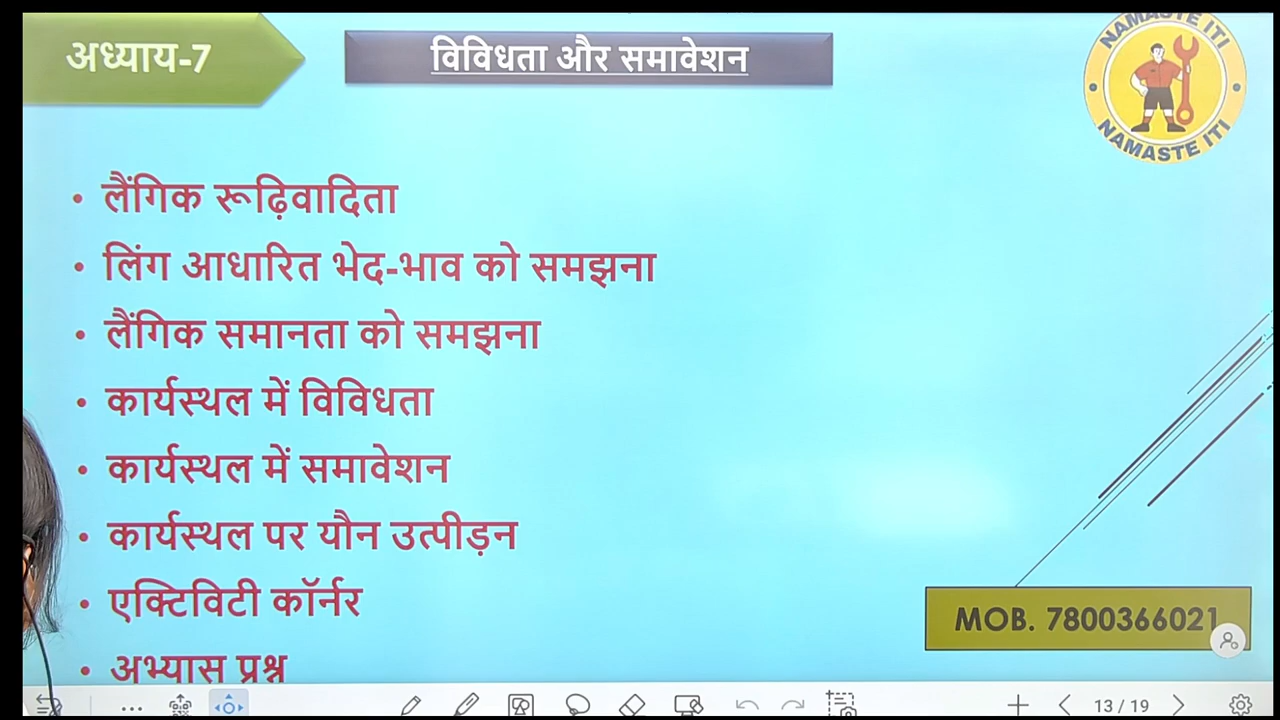 अध्याय-7
विविधता और समावेशन
NAMASTE ITI
NAMASTE ITI
• लैंगिक रूढ़िवादिता
• लिंग आधारित भेद-भाव को समझना
• लैंगिक समानता को समझना
• कार्यस्थल में विविधता
• कार्यस्थल में समावेशन
• कार्यस्थल पर यौन उत्पीड़न
• एक्टिविटी कॉर्नर
• अभ्यास प्रश्न
MOB. 7800366021
13 / 19